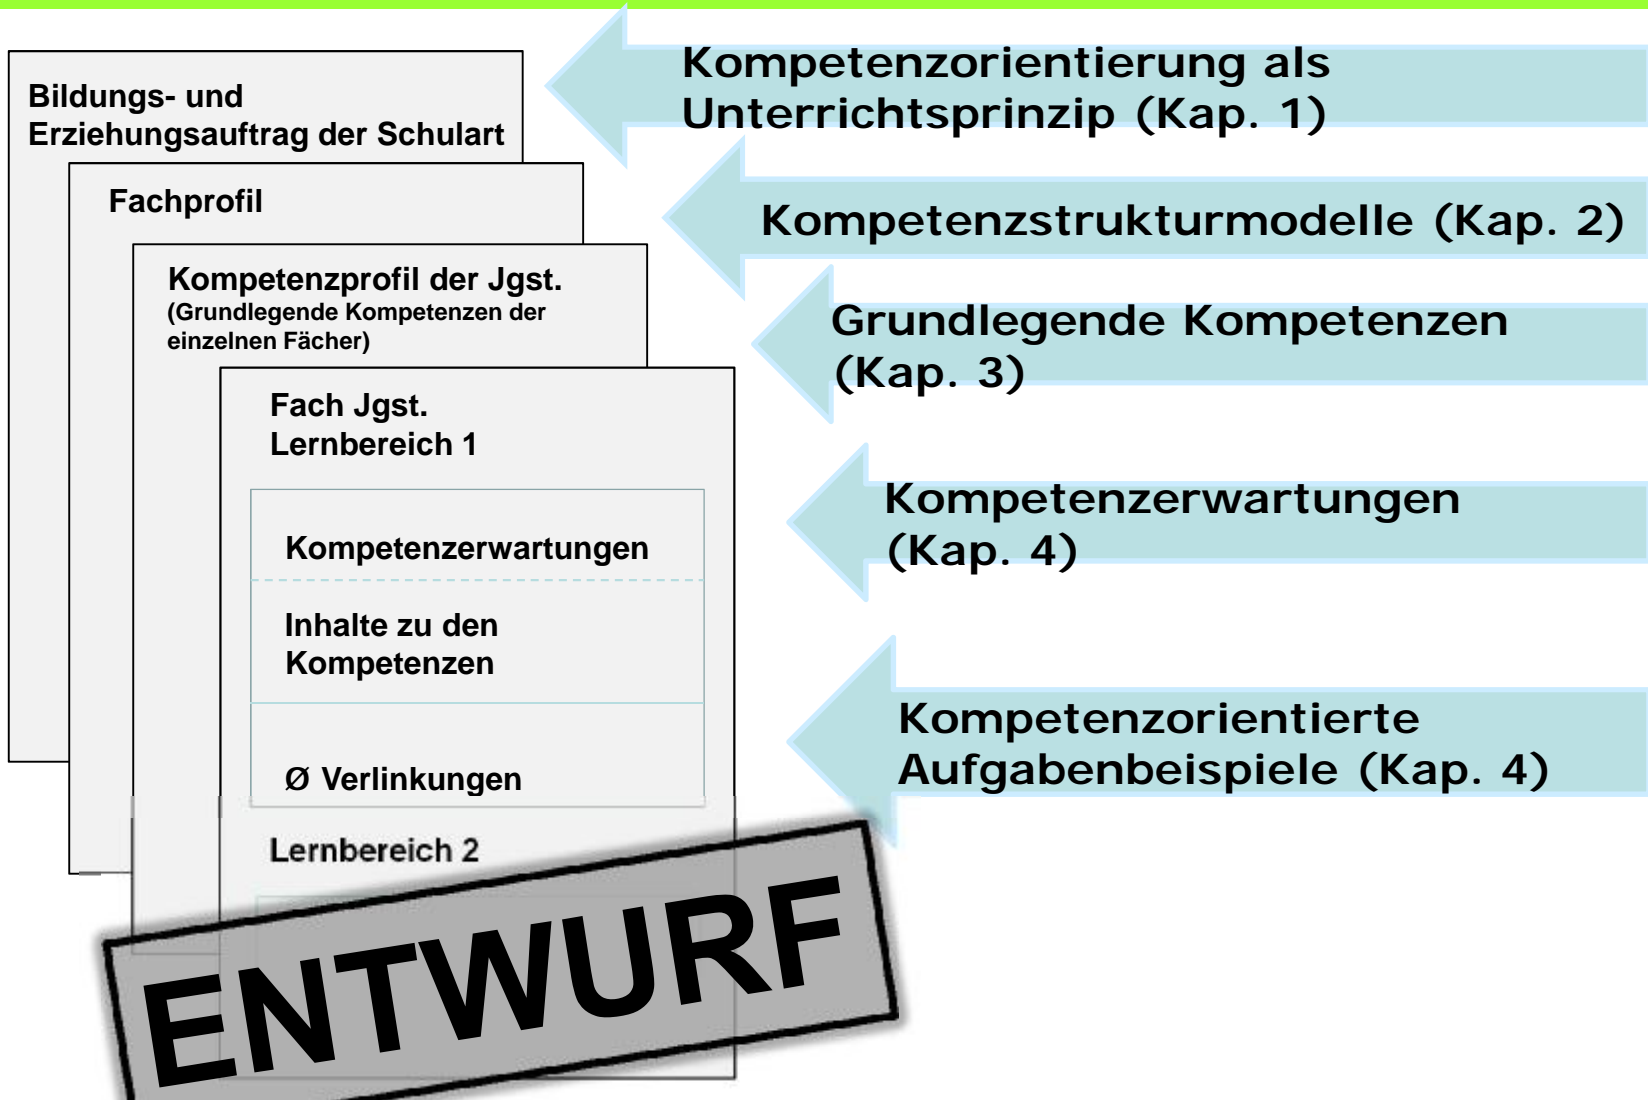 Bildungs- und
Erziehungsauftrag der Schulart
Fachprofil
Kompetenzprofil der Jgst.
(Grundlegende Kompetenzen der
einzelnen Fächer)
Fach Jgst.
Lernbereich 1
Kompetenzerwartungen
Inhalte zu den
Kompetenzen
Ø Verlinkungen
Lernbereich 2
ENTWURF
Kompetenzorientierung als
Unterrichtsprinzip (Kap. 1)
Kompetenzstrukturmodelle (Kap. 2)
Grundlegende Kompetenzen
(Kap. 3)
Kompetenzerwartungen
(Kap. 4)
Kompetenzorientierte
Aufgabenbeispiele (Kap. 4)